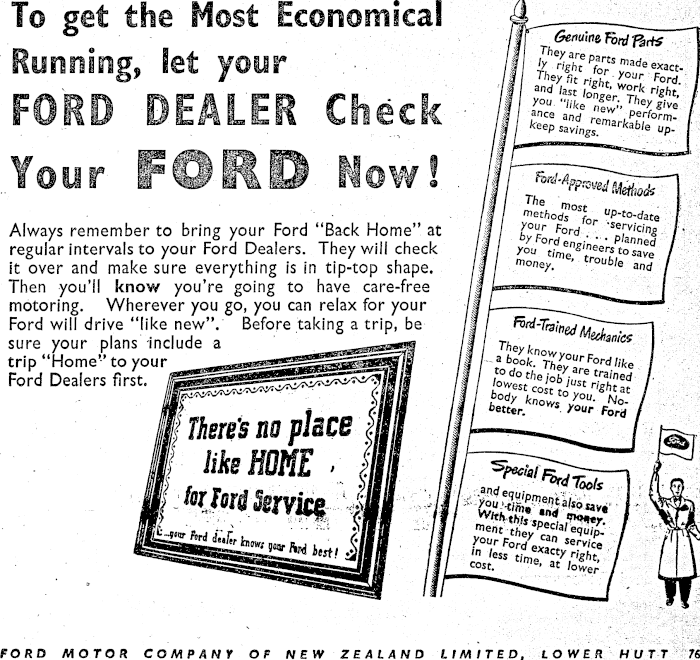 To get the Most Economical
Running, let your
FORD DEALER Check
Your FORD Now!
Always remember to bring your Ford "Back Home" at
regular intervals to your Ford Dealers. They will check
it over and make sure everything is in tip-top shape.
Then you'll know you're going to have care-free
motoring. Wherever you go, you can relax for your
Ford will drive "like new". Before taking a trip, be
sure your plans include a
trip "Home" to your
Ford Dealers first.
There's no place
like HOME
for Ford Service
...your Ford dealer knows your Ford best!
Genuine Ford Parts
They are parts made exact-
ly right for your Ford.
They fit right, work right,
and last longer. They give
you "like new" perform-
ance and remarkable up-
keep savings.
Ford-Approved Methods
The most up-to-date
methods for servicing
your Ford . . . planned
by Ford engineers to save
you time, trouble and
money.
Ford-Trained Mechanics
They know your Ford like
a book. They are trained
to do the job just right at
lowest cost to you. No-
body knows your Ford
better.
Special Ford Tools
and equipment also save
you time and money.
With this special equip-
ment they can service
your Ford exacty right,
in less time, at lower
cost.
Ford
FORD MOTOR COMPANY OF NEW ZEALAND LIMITED, LOWER HUTT